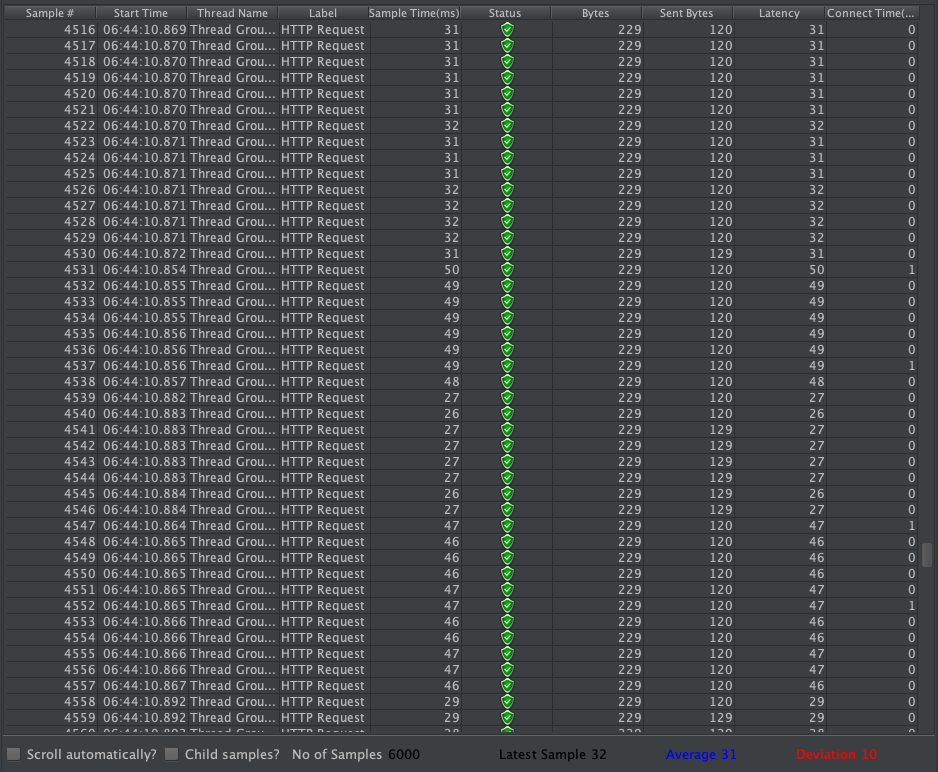 Sample # Start Time Thread Name Label Sample Time(ms) Status Bytes Sent Bytes Latency Connect Time(...
4516 06:44:10.869 Thread Grou... HTTP Request 31 229 120 31 0
4517 06:44:10.870 Thread Grou... HTTP Request 31 229 120 31 0
4518 06:44:10.870 Thread Grou... HTTP Request 31 229 120 31 0
4519 06:44:10.870 Thread Grou... HTTP Request 31 229 120 31 0
4520 06:44:10.870 Thread Grou... HTTP Request 31 229 120 31 0
4521 06:44:10.870 Thread Grou... HTTP Request 31 229 120 31 0
4522 06:44:10.870 Thread Grou... HTTP Request 32 229 120 32 0
4523 06:44:10.871 Thread Grou... HTTP Request 31 229 120 31 0
4524 06:44:10.871 Thread Grou... HTTP Request 31 229 120 31 0
4525 06:44:10.871 Thread Grou... HTTP Request 31 229 120 31 0
4526 06:44:10.871 Thread Grou... HTTP Request 32 229 120 32 0
4527 06:44:10.871 Thread Grou... HTTP Request 32 229 120 32 0
4528 06:44:10.871 Thread Grou... HTTP Request 32 229 120 32 0
4529 06:44:10.871 Thread Grou... HTTP Request 32 229 120 32 0
4530 06:44:10.872 Thread Grou... HTTP Request 31 229 129 31 0
4531 06:44:10.854 Thread Grou... HTTP Request 50 229 120 50 1
4532 06:44:10.855 Thread Grou... HTTP Request 49 229 120 49 0
4533 06:44:10.855 Thread Grou... HTTP Request 49 229 120 49 0
4534 06:44:10.855 Thread Grou... HTTP Request 49 229 120 49 0
4535 06:44:10.856 Thread Grou... HTTP Request 49 229 120 49 0
4536 06:44:10.856 Thread Grou... HTTP Request 49 229 120 49 0
4537 06:44:10.856 Thread Grou... HTTP Request 49 229 120 49 1
4538 06:44:10.857 Thread Grou... HTTP Request 48 229 120 48 0
4539 06:44:10.882 Thread Grou... HTTP Request 27 229 120 27 0
4540 06:44:10.883 Thread Grou... HTTP Request 26 229 120 26 0
4541 06:44:10.883 Thread Grou... HTTP Request 27 229 129 27 0
4542 06:44:10.883 Thread Grou... HTTP Request 27 229 129 27 0
4543 06:44:10.883 Thread Grou... HTTP Request 27 229 129 27 0
4544 06:44:10.883 Thread Grou... HTTP Request 27 229 129 27 0
4545 06:44:10.884 Thread Grou... HTTP Request 26 229 129 26 0
4546 06:44:10.884 Thread Grou... HTTP Request 27 229 129 27 0
4547 06:44:10.864 Thread Grou... HTTP Request 47 229 120 47 1
4548 06:44:10.865 Thread Grou... HTTP Request 46 229 120 46 0
4549 06:44:10.865 Thread Grou... HTTP Request 46 229 120 46 0
4550 06:44:10.865 Thread Grou... HTTP Request 46 229 120 46 0
4551 06:44:10.865 Thread Grou... HTTP Request 47 229 120 47 0
4552 06:44:10.865 Thread Grou... HTTP Request 47 229 120 47 1
4553 06:44:10.866 Thread Grou... HTTP Request 46 229 120 46 0
4554 06:44:10.866 Thread Grou... HTTP Request 46 229 120 46 0
4555 06:44:10.866 Thread Grou... HTTP Request 47 229 120 47 0
4556 06:44:10.866 Thread Grou... HTTP Request 47 229 120 47 0
4557 06:44:10.867 Thread Grou... HTTP Request 46 229 120 46 0
4558 06:44:10.892 Thread Grou... HTTP Request 29 229 120 29 0
4559 06:44:10.892 Thread Grou... HTTP Request 29 229 120 29 0
Scroll automatically? Child samples? No of Samples 6000 Latest Sample 32 Average 31 Deviation 10